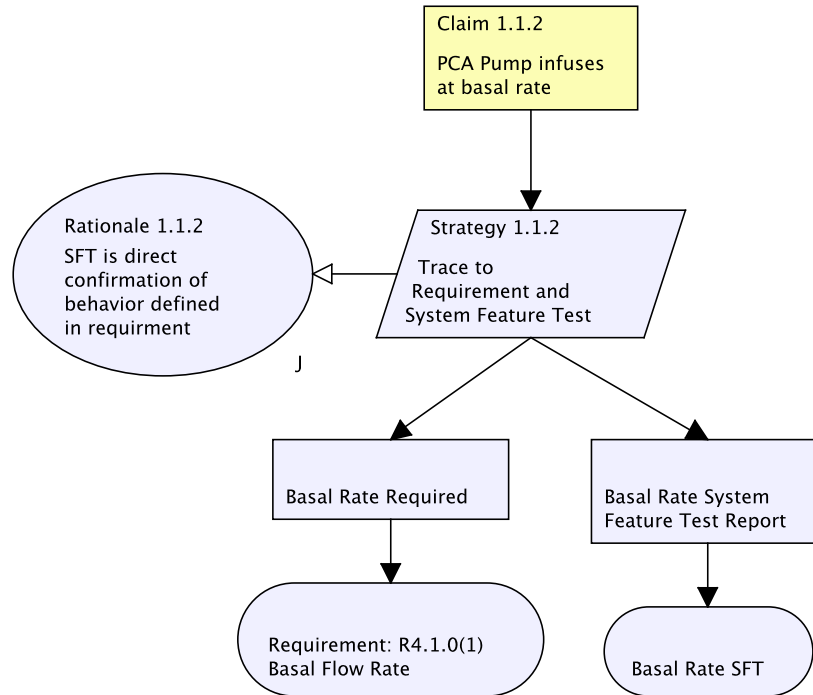 Claim 1.1.2
PCA Pump infuses
at basal rate
Rationale 1.1.2
SFT is direct
confirmation of
behavior defined
in requirment
J
Strategy 1.1.2
Trace to
Requirement and
System Feature Test
Basal Rate Required
Basal Rate System
Feature Test Report
Requirement: R4.1.0(1)
Basal Flow Rate
Basal Rate SFT